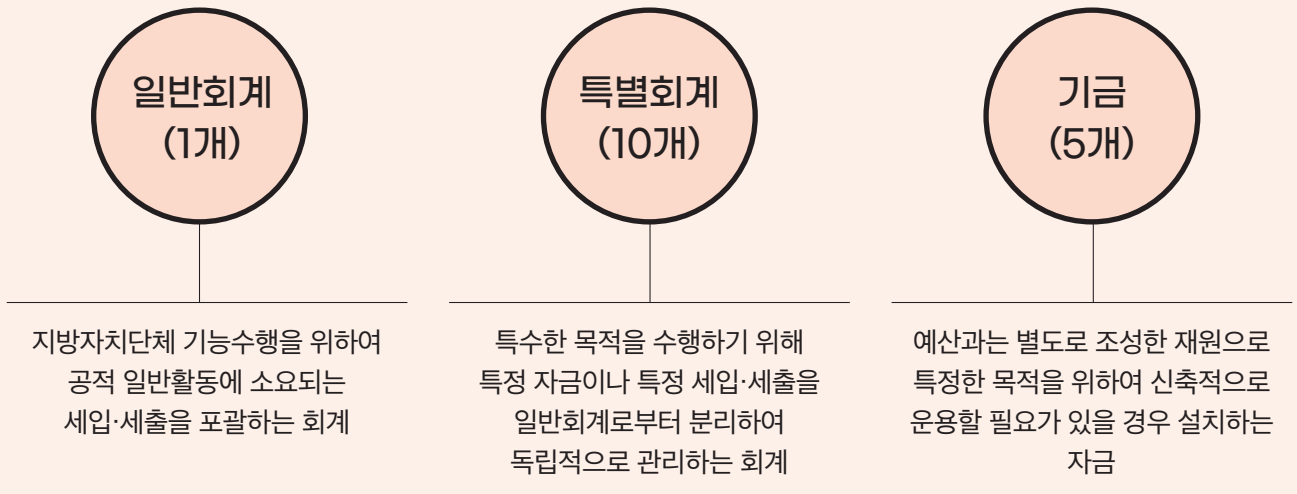 일반회계
(1개)
지방자치단체 기능수행을 위하여
공적 일반활동에 소요되는
세입·세출을 포괄하는 회계
특별회계
(10개)
특수한 목적을 수행하기 위해
특정 자금이나 특정 세입·세출을
일반회계로부터 분리하여
독립적으로 관리하는 회계
기금
(5개)
예산과는 별도로 조성한 재원으로
특정한 목적을 위하여 신축적으로
운용할 필요가 있을 경우 설치하는
자금